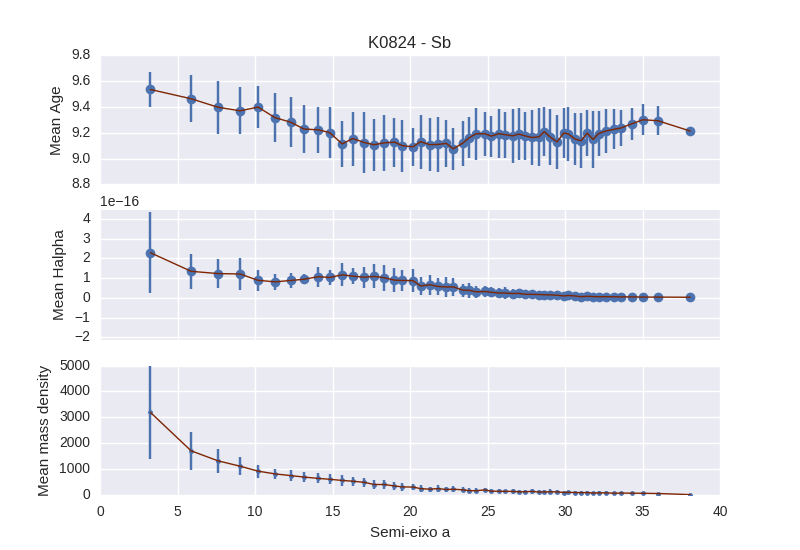 K0824 - Sb
9.8
9.6
9.4
9.2
9.0
8.8
Mean Age
1e−16
4
3
2
1
0
−1
−2
Mean Halpha
5000
4000
3000
2000
1000
0
Mean mass density
0 5 10 15 20 25 30 35 40
Semi-eixo a